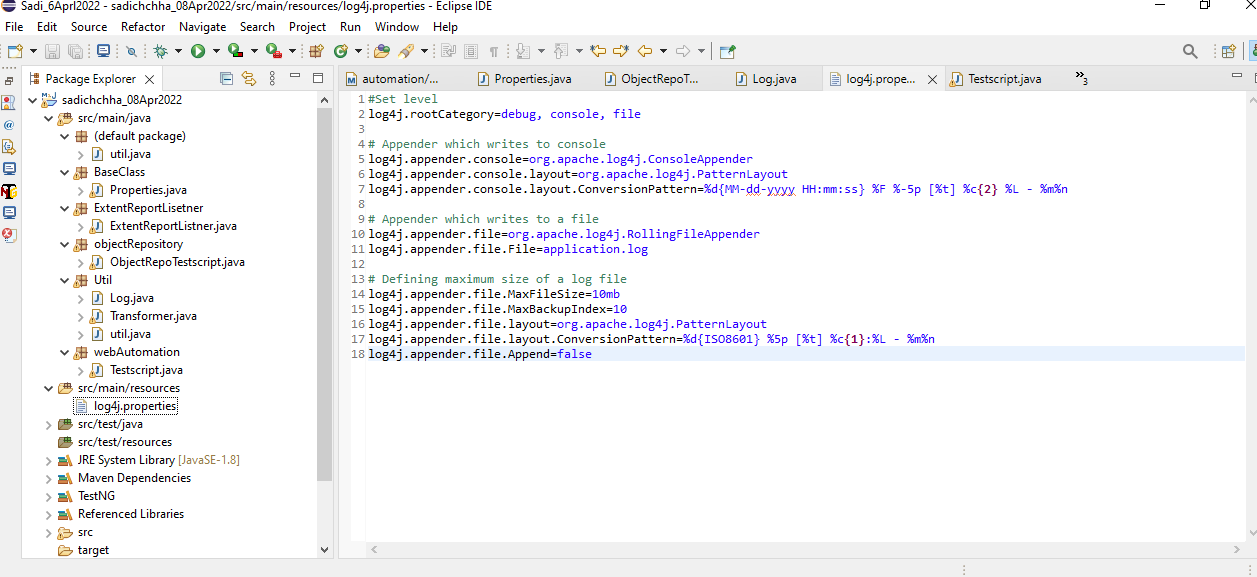 Sadi_6Aprl2022 - sadichchha_08Apr2022/src/main/resources/log4j.properties - Eclipse IDE
File Edit Source Refactor Navigate Search Project Run Window Help
Package Explorer
sadichchha_08Apr2022
src/main/java
(default package)
util.java
BaseClass
Properties.java
ExtentReportLisetner
ExtentReportListner.java
objectRepository
ObjectRepoTestscript.java
Util
Log.java
Transformer.java
util.java
webAutomation
Testscript.java
src/main/resources
log4j.properties
src/test/java
src/test/resources
JRE System Library [JavaSE-1.8]
Maven Dependencies
TestNG
Referenced Libraries
src
target
automation/... Properties.java ObjectRepoT... Log.java log4j.prope... Testscript.java »3
1 #Set level
2 log4j.rootCategory=debug, console, file
3
4 # Appender which writes to console
5 log4j.appender.console=org.apache.log4j.ConsoleAppender
6 log4j.appender.console.layout=org.apache.log4j.PatternLayout
7 log4j.appender.console.layout.ConversionPattern=%d{MM-dd-yyyy HH:mm:ss} %F %-5p [%t] %c{2} %L - %m%n
8
9 # Appender which writes to a file
10 log4j.appender.file=org.apache.log4j.RollingFileAppender
11 log4j.appender.file.File=application.log
12
13 # Defining maximum size of a log file
14 log4j.appender.file.MaxFileSize=10mb
15 log4j.appender.file.MaxBackupIndex=10
16 log4j.appender.file.layout=org.apache.log4j.PatternLayout
17 log4j.appender.file.layout.ConversionPattern=%d{ISO8601} %5p [%t] %c{1}:%L - %m%n
18 log4j.appender.file.Append=false